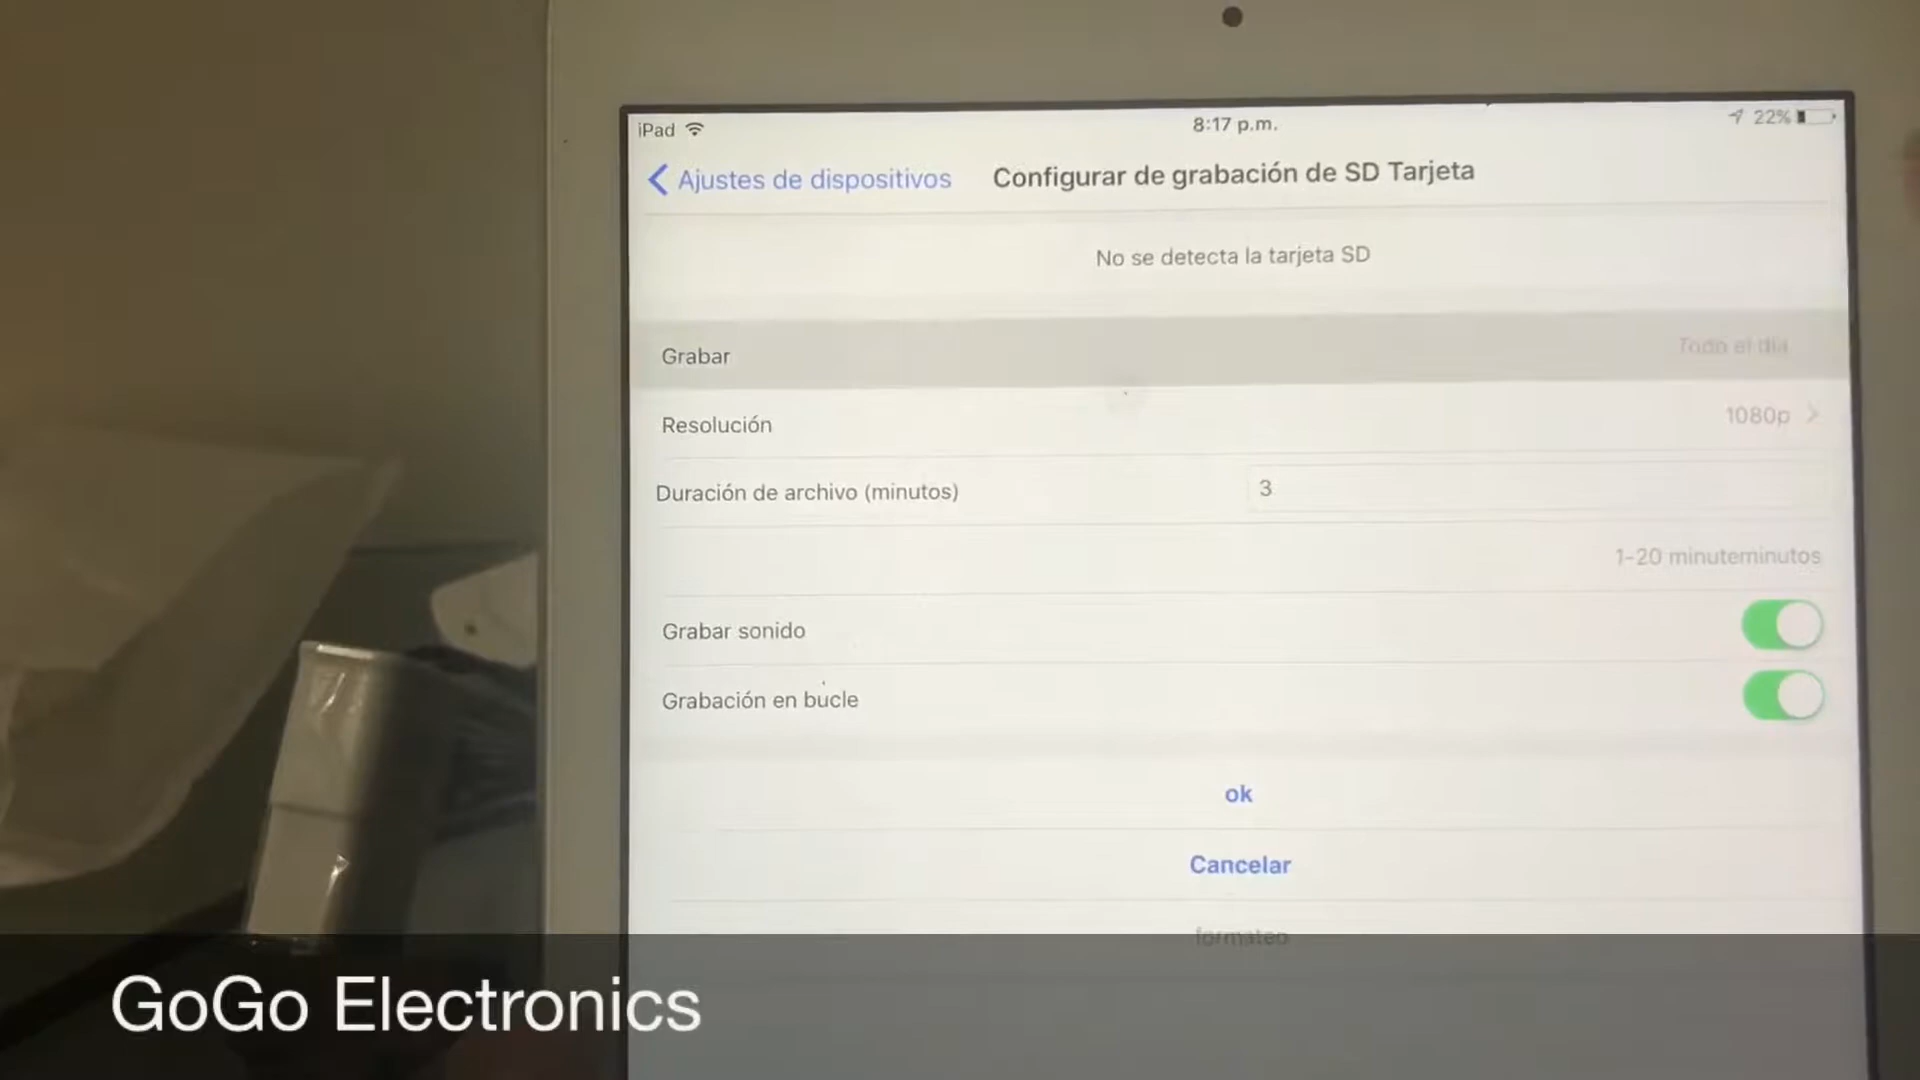 iPad
8:17 p.m.
22%
Ajustes de dispositivos
Configurar de grabación de SD Tarjeta
No se detecta la tarjeta SD
Grabar
Todo el día
Resolución
1080p
Duración de archivo (minutos)
3
1-20 minuteminutos
Grabar sonido
Grabación en bucle
ok
Cancelar
formateo
GoGo Electronics